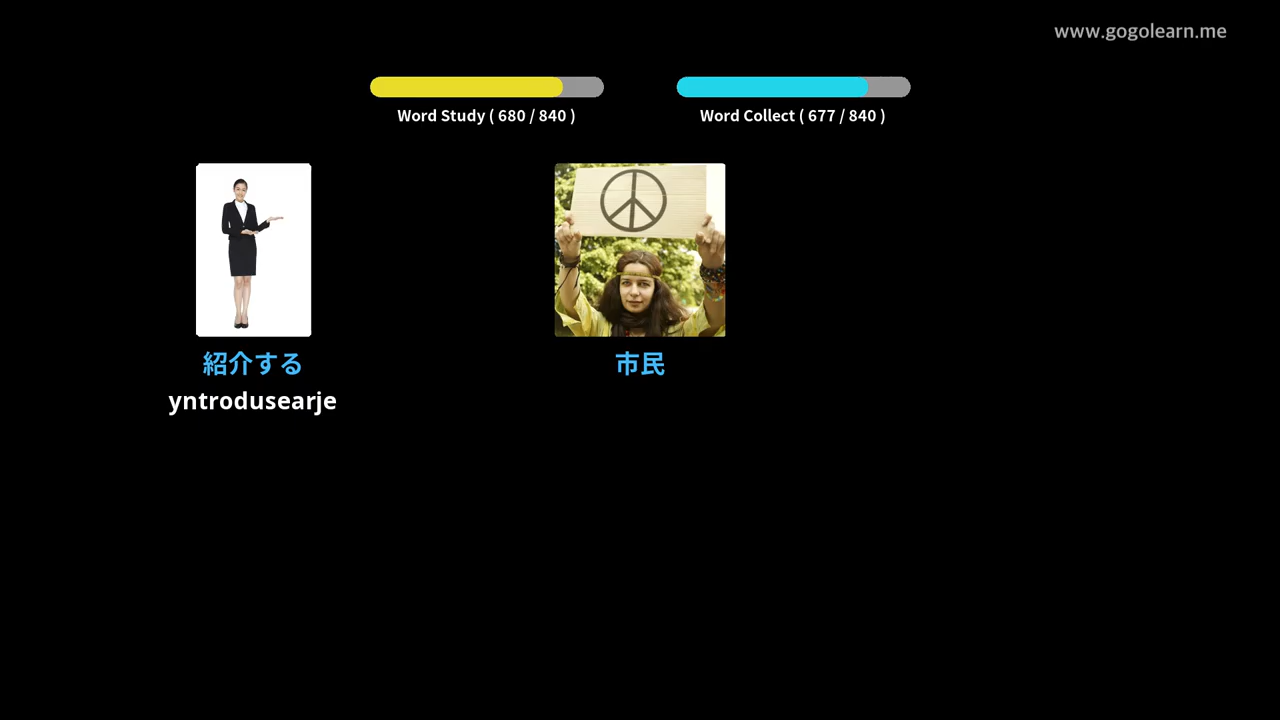 www.gogolearn.me
Word Study ( 680 / 840 )
Word Collect ( 677 / 840 )
紹介する
市民
yntrodusearje